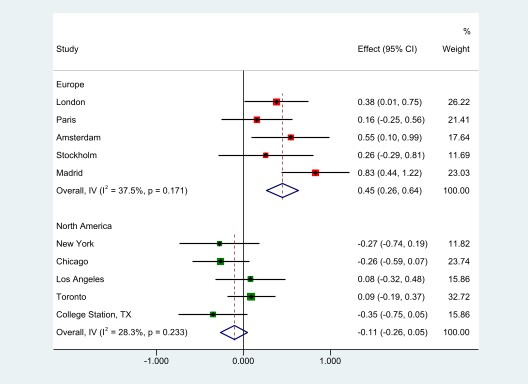 %
Study Effect (95% CI) Weight
Europe
London 0.38 (0.01, 0.75) 26.22
Paris 0.16 (-0.25, 0.56) 21.41
Amsterdam 0.55 (0.10, 0.99) 17.64
Stockholm 0.26 (-0.29, 0.81) 11.69
Madrid 0.83 (0.44, 1.22) 23.03
Overall, IV (I² = 37.5%, p = 0.171) 0.45 (0.26, 0.64) 100.00
North America
New York -0.27 (-0.74, 0.19) 11.82
Chicago -0.26 (-0.59, 0.07) 23.74
Los Angeles 0.08 (-0.32, 0.48) 15.86
Toronto 0.09 (-0.19, 0.37) 32.72
College Station, TX -0.35 (-0.75, 0.05) 15.86
Overall, IV (I² = 28.3%, p = 0.233) -0.11 (-0.26, 0.05) 100.00
-1.000 0.000 1.000